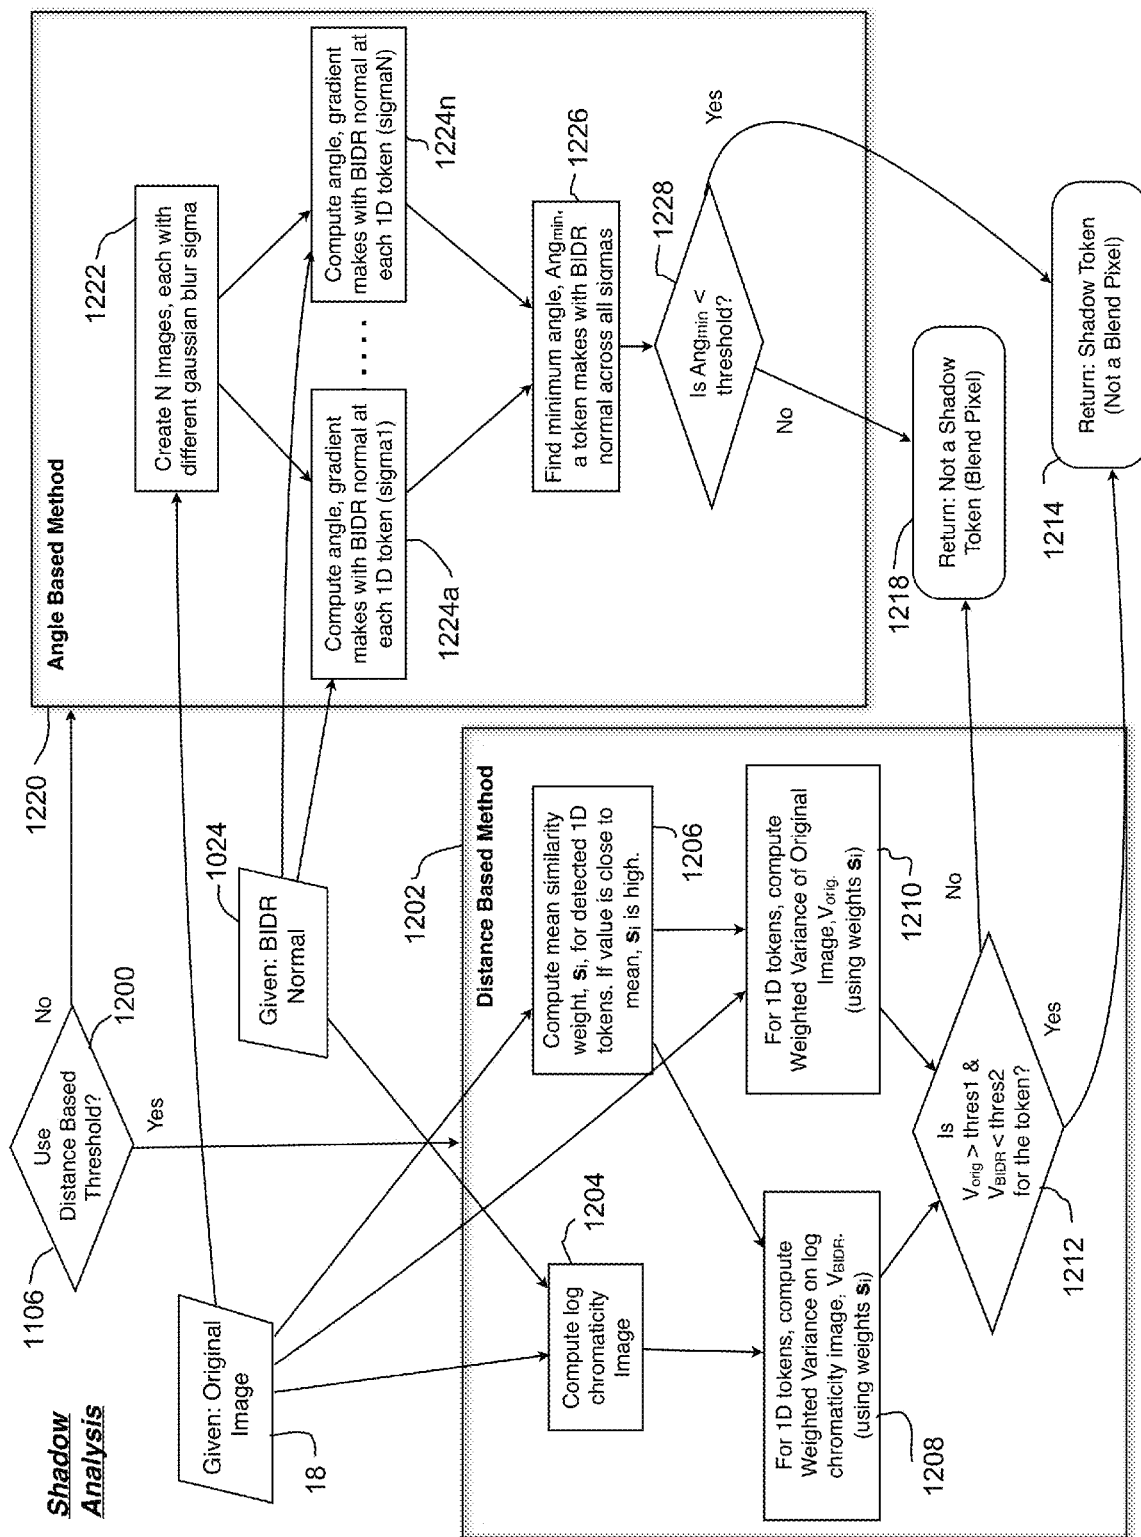 Shadow
Analysis
1106
Use
Distance Based
Threshold?
1200
No
Yes
Given: Original
Image
18
Given: BIDR
Normal
1024
1220
Angle Based Method
Create N Images, each with
different gaussian blur sigma
1222
Compute angle, gradient
makes with BIDR normal at
each 1D token (sigma1)
1224a
.....
Compute angle, gradient
makes with BIDR normal at
each 1D token (sigmaN)
1224n
Find minimum angle, Angmin,
a token makes with BIDR
normal across all sigmas
1226
Is Angmin <
threshold?
1228
No
Yes
1202
Distance Based Method
Compute log
chromaticity
Image
1204
Compute mean similarity
weight, si, for detected 1D
tokens. If value is close to
mean, si is high.
1206
For 1D tokens, compute
Weighted Variance on log
chromaticity image, VBIDR.
(using weights si)
1208
For 1D tokens, compute
Weighted Variance of Original
Image, Vorig.
(using weights si)
1210
Is
Vorig > thres1 &
VBIDR < thres2
for the token?
1212
No
Yes
1218
Return: Not a Shadow
Token (Blend Pixel)
1214
Return: Shadow Token
(Not a Blend Pixel)